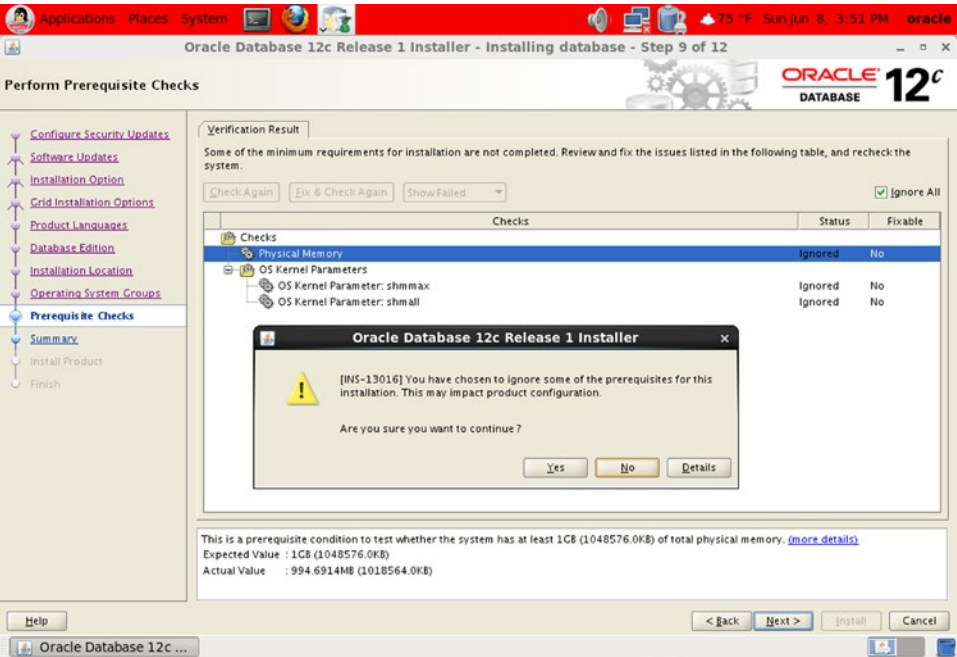 Applications Places System 75 °F Sun Jun 8, 3:51 PM oracle
Oracle Database 12c Release 1 Installer - Installing database - Step 9 of 12
Perform Prerequisite Checks
ORACLE DATABASE 12c
Configure Security Updates
Software Updates
Installation Option
Grid Installation Options
Product Languages
Database Edition
Installation Location
Operating System Groups
Prerequisite Checks
Summary
Install Product
Finish
Verification Result
Some of the minimum requirements for installation are not completed. Review and fix the issues listed in the following table, and recheck the
system.
Check Again Fix & Check Again Show Failed Ignore All
Checks Status Fixable
Checks
Physical Memory Ignored No
OS Kernel Parameters
OS Kernel Parameter: shmmax Ignored No
OS Kernel Parameter: shmall Ignored No
Oracle Database 12c Release 1 Installer
[INS-13016] You have chosen to ignore some of the prerequisites for this
installation. This may impact product configuration.
Are you sure you want to continue?
Yes No Details
This is a prerequisite condition to test whether the system has at least 1GB (1048576.0KB) of total physical memory. (more details)
Expected Value : 1GB (1048576.0KB)
Actual Value : 994.6914MB (1018564.0KB)
Help < Back Next > Install Cancel
Oracle Database 12c ...